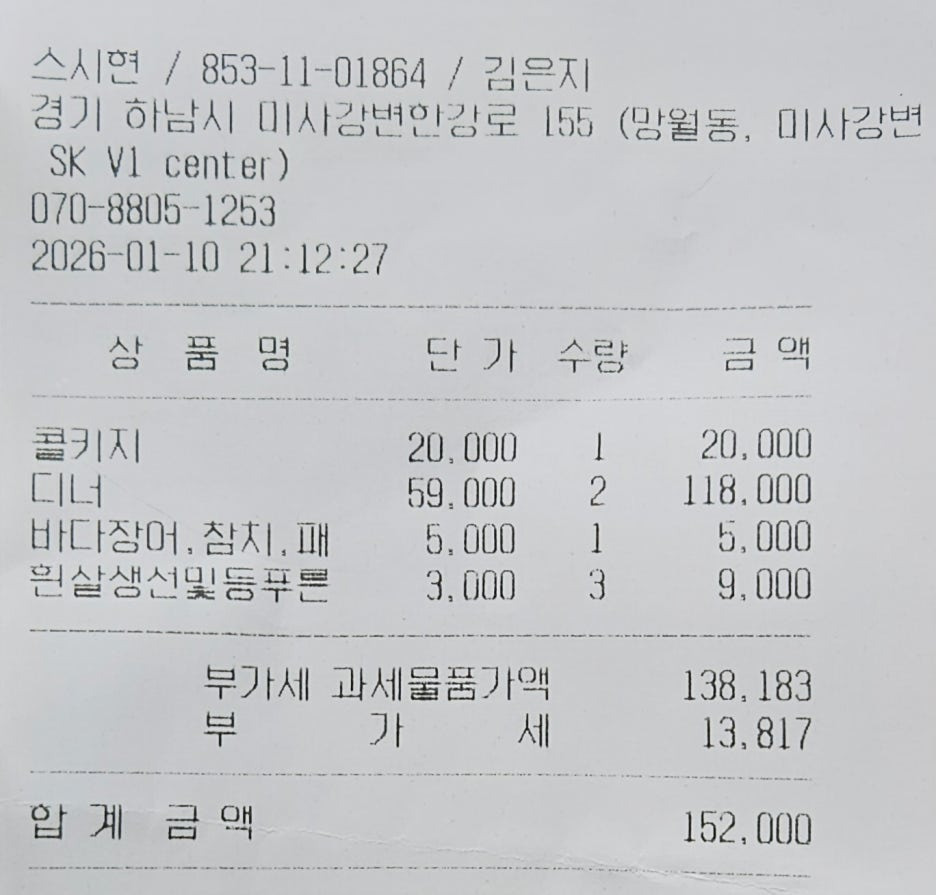 스시현 / 853-11-01864 / 김은지
경기 하남시 미사강변한강로 155 (망월동, 미사강변
SK V1 center)
070-8805-1253
2026-01-10 21:12:27
상 품 명 단 가 수량 금 액
콜키지 20,000 1 20,000
디너 59,000 2 118,000
바다장어,참치,패 5,000 1 5,000
흰살생선및등푸른 3,000 3 9,000
부가세 과세물품가액 138,183
부 가 세 13,817
합 계 금 액 152,000